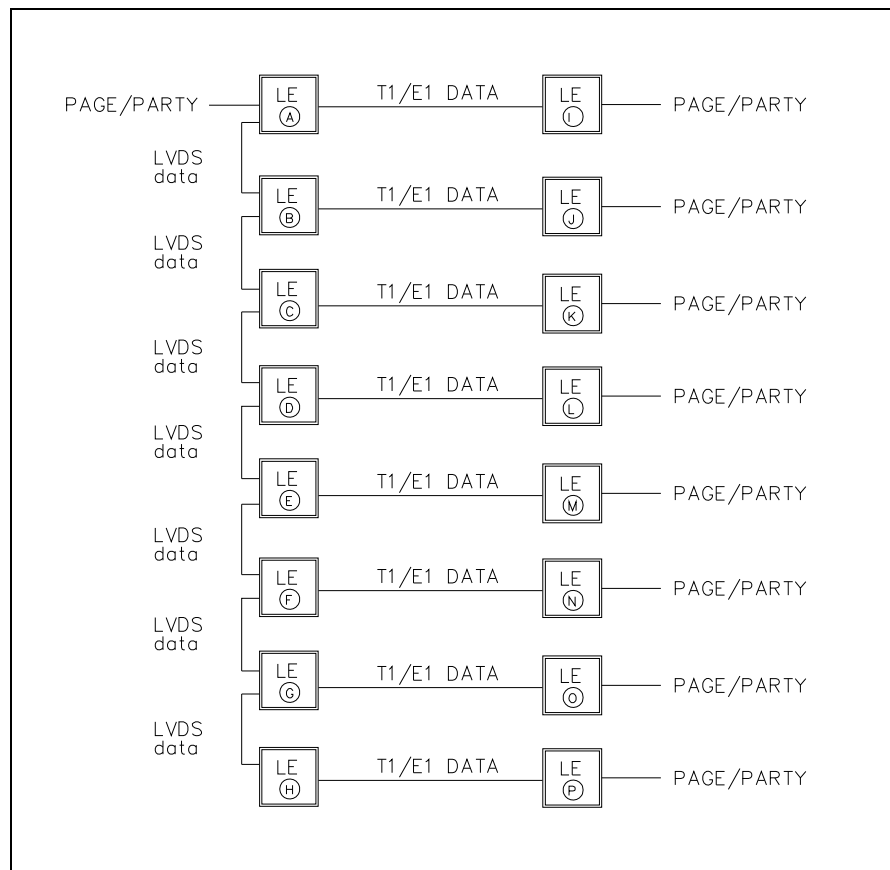 PAGE/PARTY
LE
A
T1/E1 DATA
LE
I
PAGE/PARTY
LVDS
data
LE
B
T1/E1 DATA
LE
J
PAGE/PARTY
LVDS
data
LE
C
T1/E1 DATA
LE
K
PAGE/PARTY
LVDS
data
LE
D
T1/E1 DATA
LE
L
PAGE/PARTY
LVDS
data
LE
E
T1/E1 DATA
LE
M
PAGE/PARTY
LVDS
data
LE
F
T1/E1 DATA
LE
N
PAGE/PARTY
LVDS
data
LE
G
T1/E1 DATA
LE
O
PAGE/PARTY
LVDS
data
LE
H
T1/E1 DATA
LE
P
PAGE/PARTY